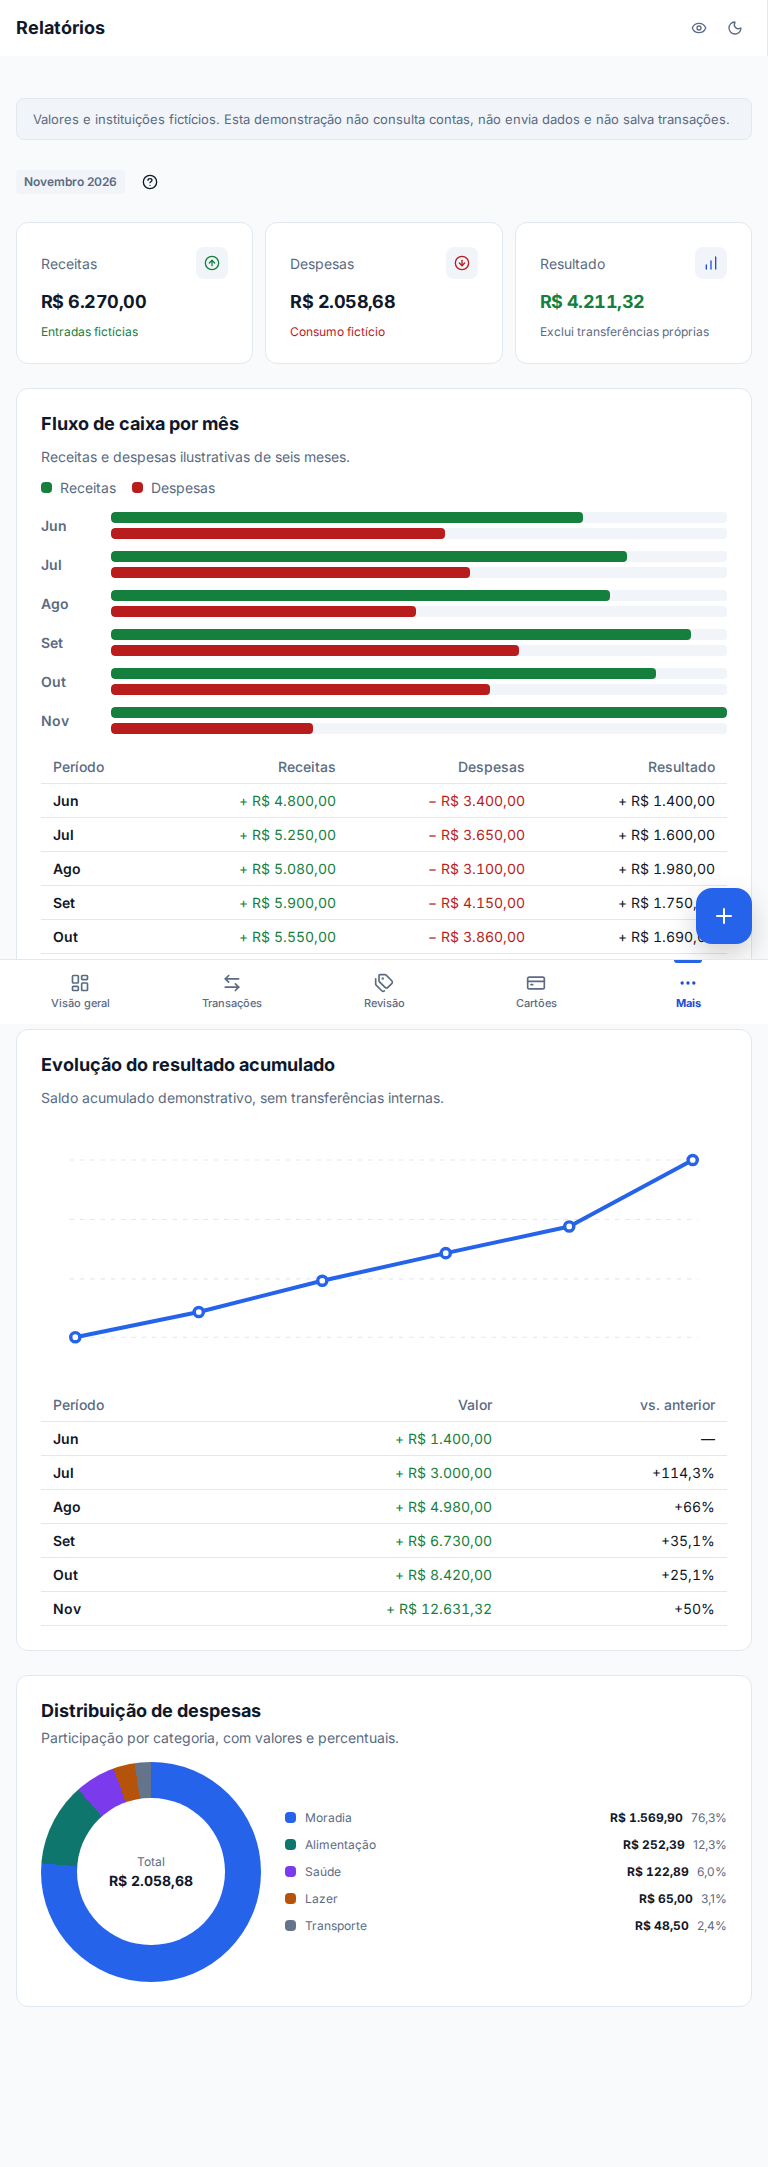 Relatórios
Valores e instituições fictícios. Esta demonstração não consulta contas, não envia dados e não salva transações.
Novembro 2026
Receitas
R$ 6.270,00
Entradas fictícias
Despesas
R$ 2.058,68
Consumo fictício
Resultado
R$ 4.211,32
Exclui transferências próprias
Fluxo de caixa por mês
Receitas e despesas ilustrativas de seis meses.
Receitas Despesas
Jun
Jul
Ago
Set
Out
Nov
Período Receitas Despesas Resultado
Jun + R$ 4.800,00 − R$ 3.400,00 + R$ 1.400,00
Jul + R$ 5.250,00 − R$ 3.650,00 + R$ 1.600,00
Ago + R$ 5.080,00 − R$ 3.100,00 + R$ 1.980,00
Set + R$ 5.900,00 − R$ 4.150,00 + R$ 1.750,
Out + R$ 5.550,00 − R$ 3.860,00 + R$ 1.690,
Visão geral Transações Revisão Cartões Mais
Evolução do resultado acumulado
Saldo acumulado demonstrativo, sem transferências internas.
Período Valor vs. anterior
Jun + R$ 1.400,00 —
Jul + R$ 3.000,00 +114,3%
Ago + R$ 4.980,00 +66%
Set + R$ 6.730,00 +35,1%
Out + R$ 8.420,00 +25,1%
Nov + R$ 12.631,32 +50%
Distribuição de despesas
Participação por categoria, com valores e percentuais.
Total
R$ 2.058,68
Moradia R$ 1.569,90 76,3%
Alimentação R$ 252,39 12,3%
Saúde R$ 122,89 6,0%
Lazer R$ 65,00 3,1%
Transporte R$ 48,50 2,4%